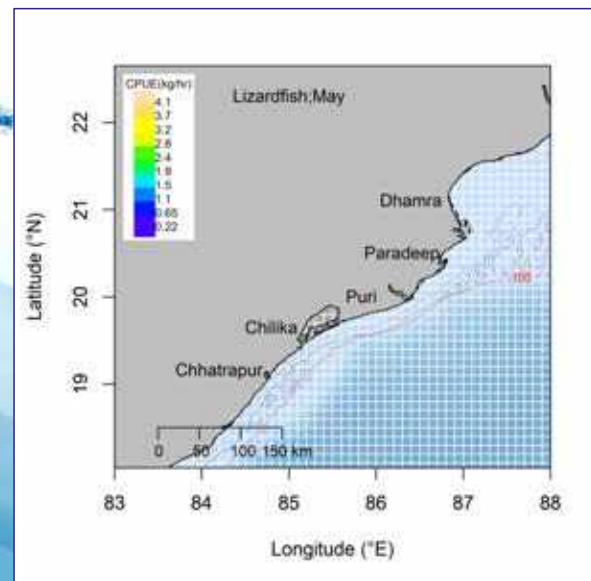 CPUE(kg/hr)
4.1
3.7
3.2
2.8
2.4
1.9
1.5
1.1
0.65
0.22
Lizardfish;May
22
21
20
19
Latitude (°N)
Dhamra
Paradeep
Puri
Chilika
Chhatrapur
100
0 50 100 150 km
83 84 85 86 87 88
Longitude (°E)